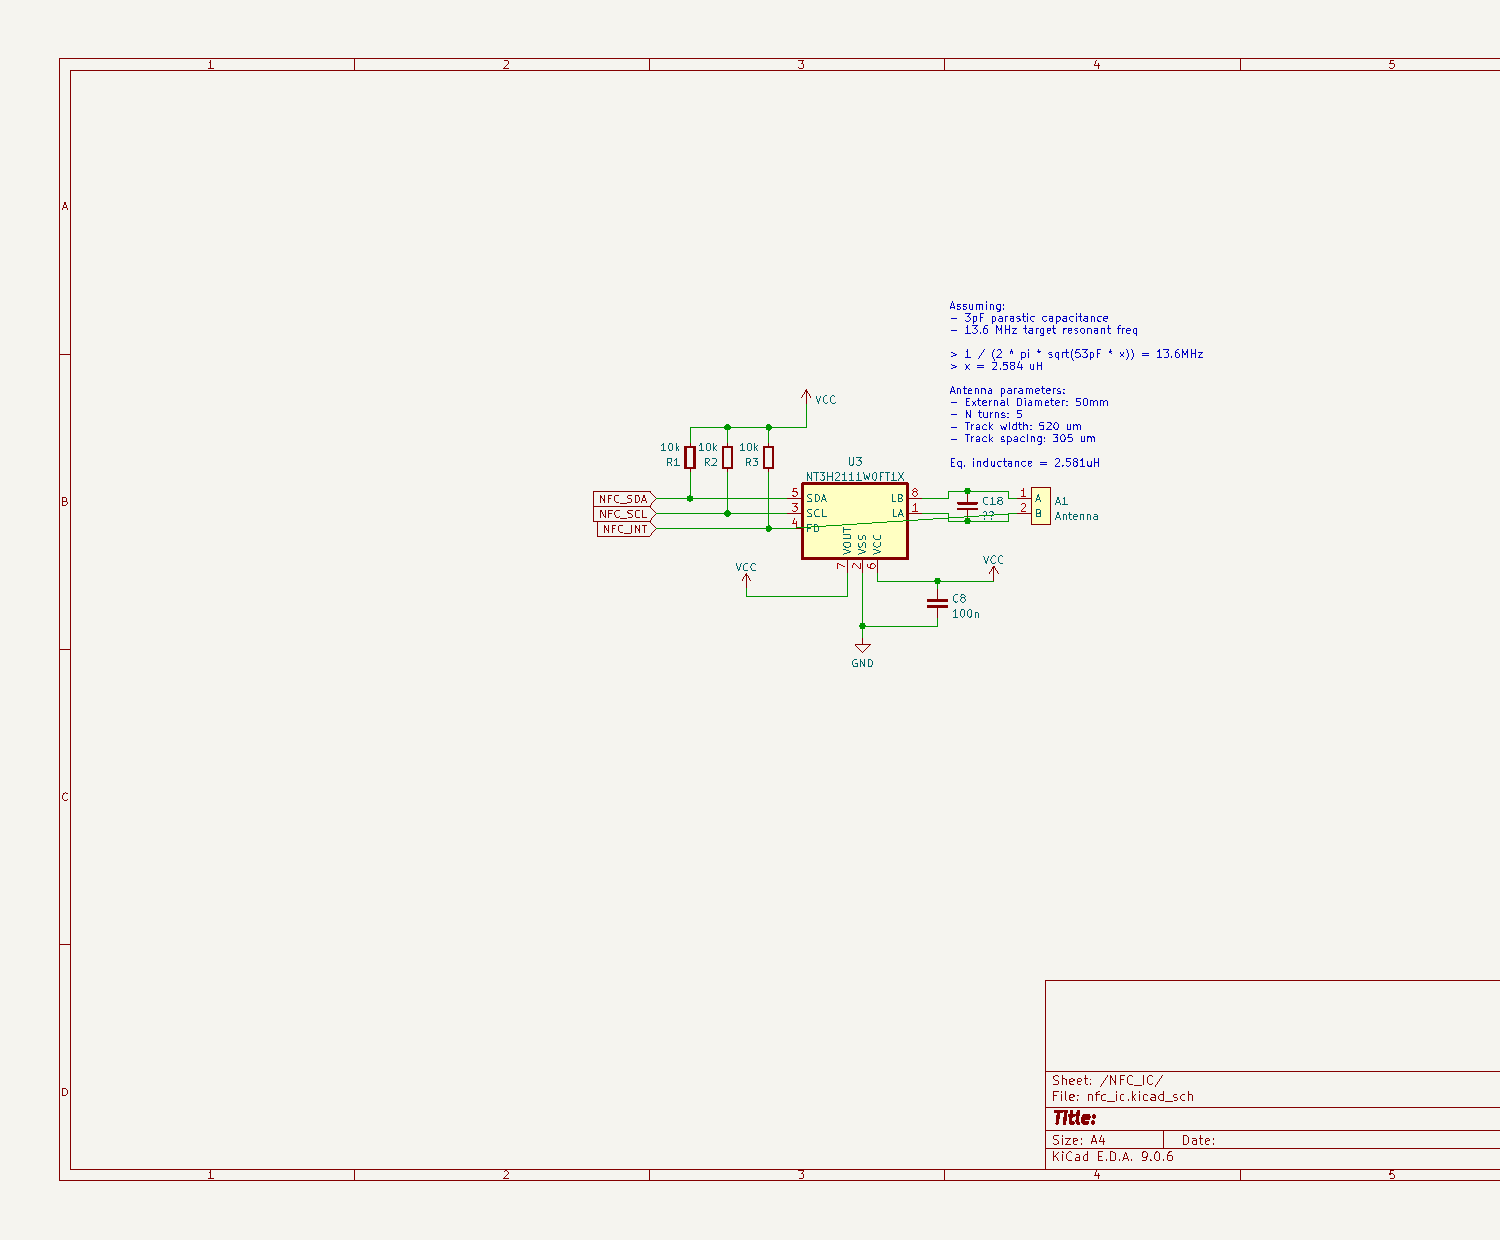 1 2 3 4 5
A
Assuming:
- 3pF parastic capacitance
- 13.6 MHz target resonant freq
> 1 / (2 * pi * sqrt(53pF * x)) = 13.6MHz
> x = 2.584 uH
Antenna parameters:
- External Diameter: 50mm
- N turns: 5
- Track width: 520 um
- Track spacing: 305 um
Eq. inductance = 2.581uH
VCC
10k 10k 10k
R1 R2 R3
U3
NT3H2111W0FT1X
B
NFC_SDA 5 SDA LB 8
NFC_SCL 3 SCL LA 1
NFC_INT 4 FD
VOUT VSS VCC
7 2 6
C18
??
1 A
2 B
A1
Antenna
VCC
VCC
C8
100n
GND
C
D
Sheet: /NFC_IC/
File: nfc_ic.kicad_sch
Title:
Size: A4 Date:
KiCad E.D.A. 9.0.6
1 2 3 4 5